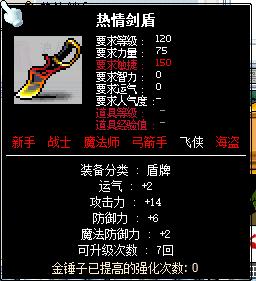 热情剑盾
要求等级: 120
要求力量: 75
要求敏捷: 150
要求智力: 0
要求运气: 0
要求人气度: -
道具等级: -
道具经验值: -
新手 战士 魔法师 弓箭手 飞侠 海盗
装备分类 : 盾牌
运气 : +2
攻击力 : +14
防御力 : +6
魔法防御力 : +2
可升级次数 : 7回
金锤子已提高的强化次数: 0